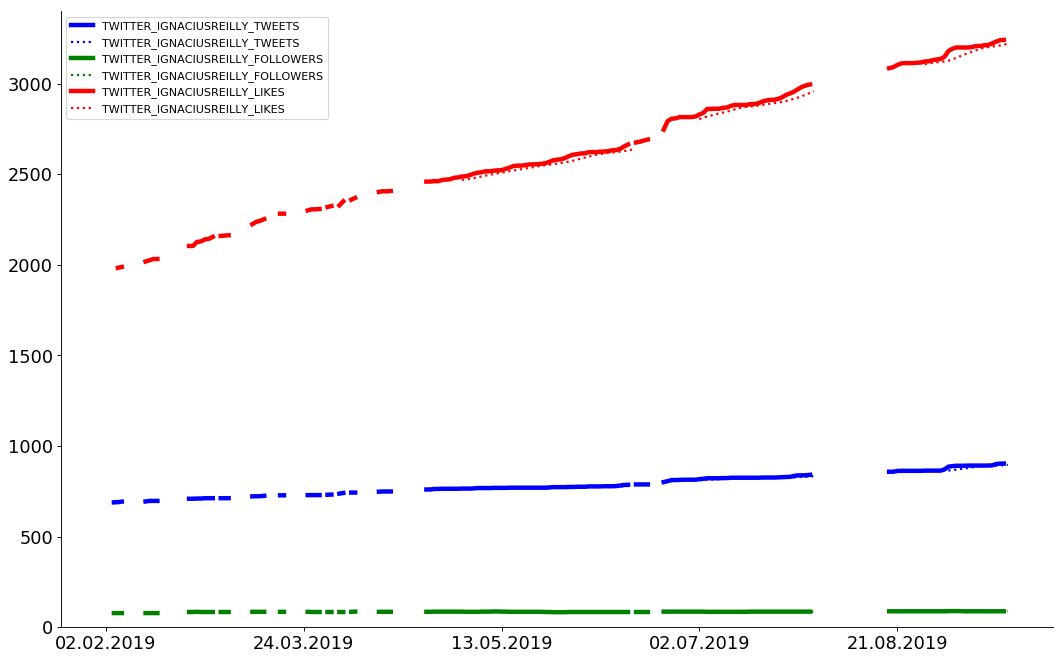 TWITTER_IGNACIUSREILLY_TWEETS
TWITTER_IGNACIUSREILLY_TWEETS
TWITTER_IGNACIUSREILLY_FOLLOWERS
TWITTER_IGNACIUSREILLY_FOLLOWERS
TWITTER_IGNACIUSREILLY_LIKES
TWITTER_IGNACIUSREILLY_LIKES
3000
2500
2000
1500
1000
500
0
02.02.2019 24.03.2019 13.05.2019 02.07.2019 21.08.2019